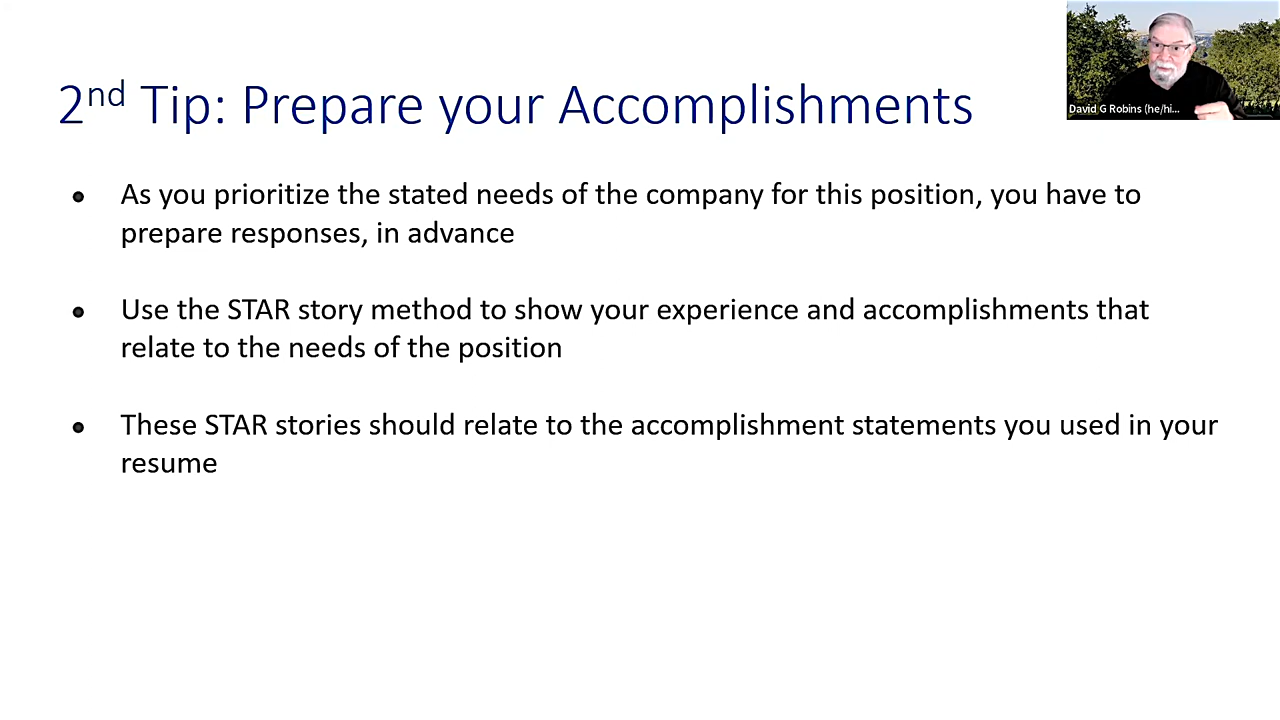 2nd Tip: Prepare your Accomplishments
David G Robins (he/hi...
• As you prioritize the stated needs of the company for this position, you have to
prepare responses, in advance
• Use the STAR story method to show your experience and accomplishments that
relate to the needs of the position
• These STAR stories should relate to the accomplishment statements you used in your
resume